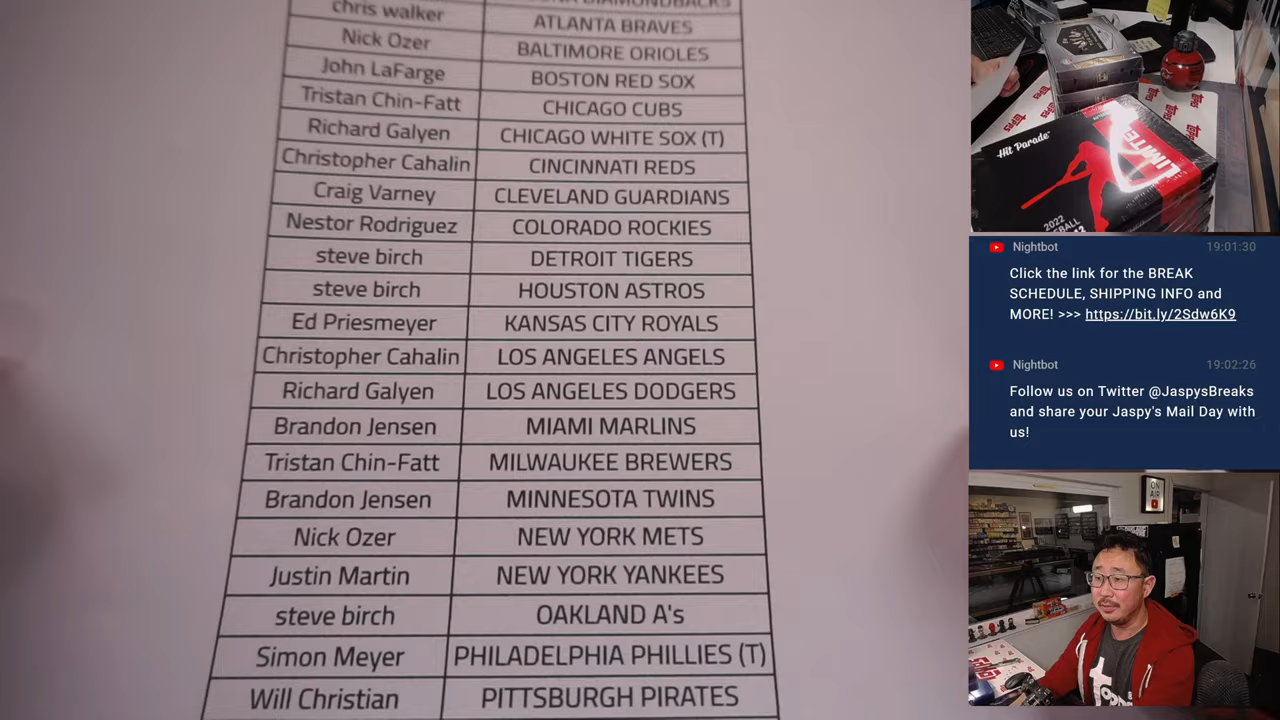 DIAMONDBACKS
chris walker ATLANTA BRAVES
Nick Ozer BALTIMORE ORIOLES
John LaFarge BOSTON RED SOX
Tristan Chin-Fatt CHICAGO CUBS
Richard Galyen CHICAGO WHITE SOX (T)
Christopher Cahalin CINCINNATI REDS
Craig Varney CLEVELAND GUARDIANS
Nestor Rodriguez COLORADO ROCKIES
steve birch DETROIT TIGERS
steve birch HOUSTON ASTROS
Ed Priesmeyer KANSAS CITY ROYALS
Christopher Cahalin LOS ANGELES ANGELS
Richard Galyen LOS ANGELES DODGERS
Brandon Jensen MIAMI MARLINS
Tristan Chin-Fatt MILWAUKEE BREWERS
Brandon Jensen MINNESOTA TWINS
Nick Ozer NEW YORK METS
Justin Martin NEW YORK YANKEES
steve birch OAKLAND A's
Simon Meyer PHILADELPHIA PHILLIES (T)
Will Christian PITTSBURGH PIRATES
Hit Parade
LIMITED
2022
Nightbot 19:01:30
Click the link for the BREAK
SCHEDULE, SHIPPING INFO and
MORE! >>> https://bit.ly/2Sdw6K9
Nightbot 19:02:26
Follow us on Twitter @JaspysBreaks
and share your Jaspy's Mail Day with
us!
ON
AIR
topps